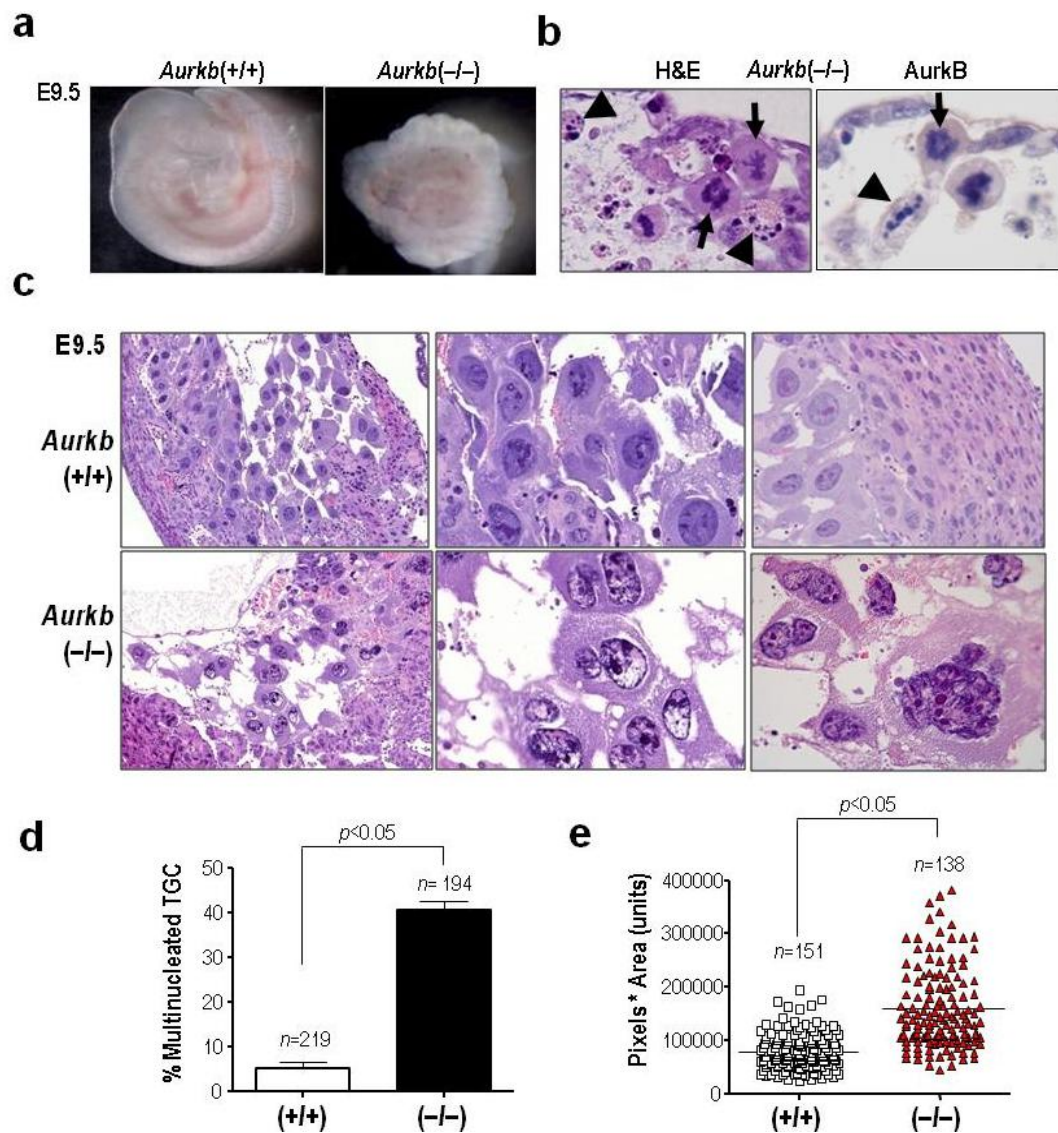 a
Aurkb(+/+)
Aurkb(–/–)
E9.5
b
H&E
Aurkb(–/–)
AurkB
c
E9.5
Aurkb
(+/+)
Aurkb
(–/–)
d
p<0.05
% Multinucleated TGC
50
40
30
20
10
0
n=219
n=194
(+/+)
(–/–)
e
p<0.05
Pixels * Area (units)
400000
300000
200000
100000
0
n=151
n=138
(+/+)
(–/–)